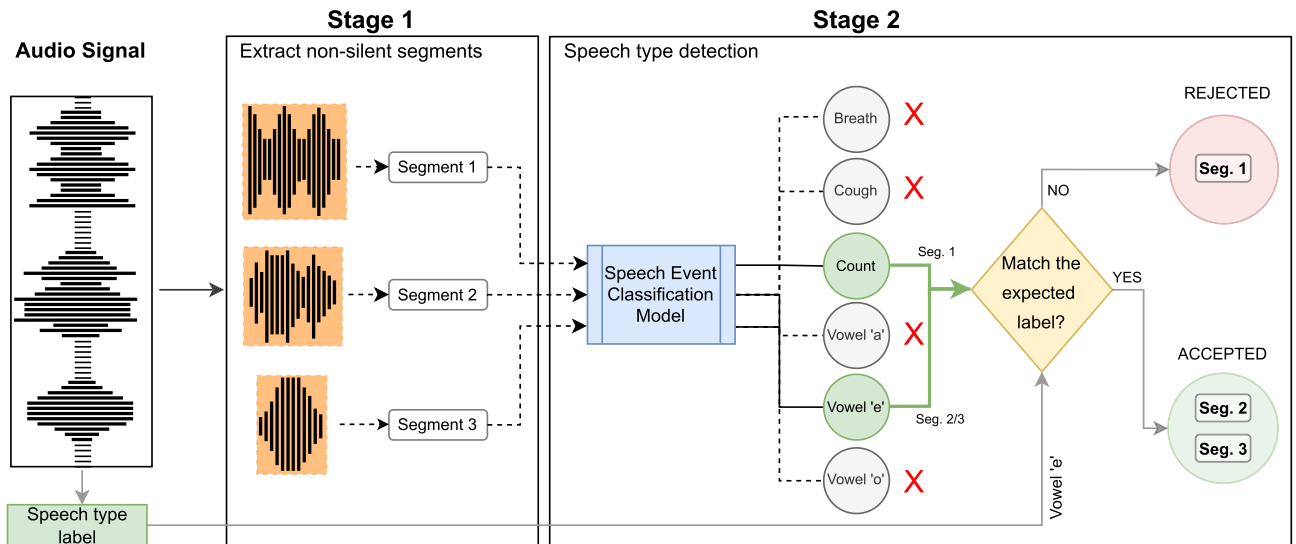 Audio Signal
Speech type
label
Stage 1
Extract non-silent segments
Segment 1
Segment 2
Segment 3
Stage 2
Speech type detection
Speech Event
Classification
Model
Breath
X
Cough
X
Count
Vowel 'a'
X
Vowel 'e'
Vowel 'o'
X
Seg. 1
Seg. 2/3
Match the
expected
label?
NO
YES
Vowel 'e'
REJECTED
Seg. 1
ACCEPTED
Seg. 2
Seg. 3